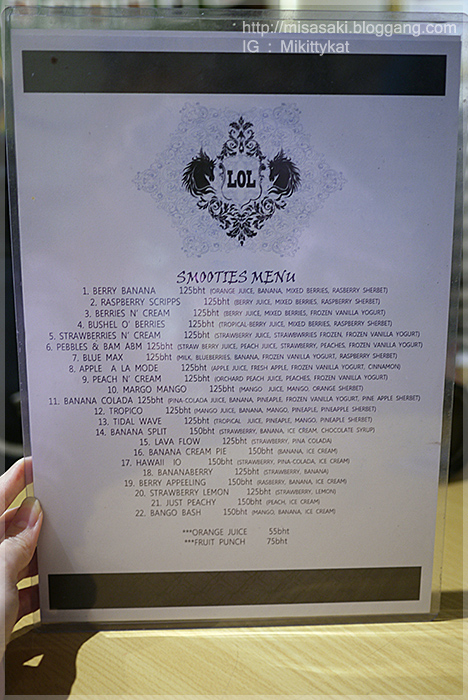 http://misasaki.bloggang.com
IG : Mikittykat
LOL
SMOOTIES MENU
1. BERRY BANANA 125bht (ORANGE JUICE, BANANA, MIXED BERRIES, RASBERRY SHERBET)
2. RASPBERRY SCRIPPS 125bht (BERRY JUICE, MIXED BERRIES, RASPBERRY SHERBET)
3. BERRIES N' CREAM 125bht (BERRY JUICE, MIXED BERRIES, FROZEN VANILLA YOGURT)
4. BUSHEL O' BERRIES 125bht (TROPICAL BERRY JUICE, MIXED BERRIES, RASPBERRY SHERBET)
5. STRAWBERRIES N' CREAM 125bht (STRAWBERRY JUICE, STRAWBWRRIES FROZEN, FROZEN VANILLA YOGURT)
6. PEBBLES & BAM ABM 125bht (STRAW BERRY JUICE, PEACH JUICE, STRAWBERRY, PEACHES, FROZEN VANILLA YOGURT)
7. BLUE MAX 125bht (MILK, BLUEBERRIES, BANANA, FROZEN VANILLA YOGURT, RASPBERRY SHERBET)
8. APPLE A LA MODE 125bht (APPLE JUICE, FRESH APPLE, FROZEN VANILLA YOGURT, CINNAMON)
9. PEACH N' CREAM 125bht (ORCHARD PEACH JUICE, PEACHES, FROZEN VANILLA YOGURT)
10. MARGO MANGO 125bht (MANGO JUICE, MANGO, ORANGE SHERBET)
11. BANANA COLADA 125bht (PINA-COLADA JUICE, BANANA, PINEAPLE, FROZEN VANILLA YOGURT, PINE APPLE SHERBET)
12. TROPICO 125bht (MANGO JUICE, BANANA, MANGO, PINEAPLE, PINEAPPLE SHERBET)
13. TIDAL WAVE 125bht (TROPICAL JUICE, PINEAPLE, MANGO, PINEAPPLE SHERBET)
14. BANANA SPLIT 150bht (STRAWBERRY, BANANA, ICE CREAM, CHOCCLATE SYRUP)
15. LAVA FLOW 125bht (STRAWBERRY, PINA COLADA)
16. BANANA CREAM PIE 150bht (BANANA, ICE CREAM)
17. HAWAII IO 150bht (STRAWBERRY, PINA COLADA, ICE CREAM)
18. BANANABERRY 125bht (STRAWBERRY, BANANA)
19. BERRY APPEELING 150bht (RASBERRY, BANANA, ICE CREAM)
20. STRAWBERRY LEMON 125bht (STRAWBERRY, LEMON)
21. JUST PEACHY 150bht (PEACH, ICE CREAM)
22. BANGO BASH 150bht (MANGO, BANANA, ICE CREAM)
***ORANGE JUICE 55bht
***FRUIT PUNCH 75bht